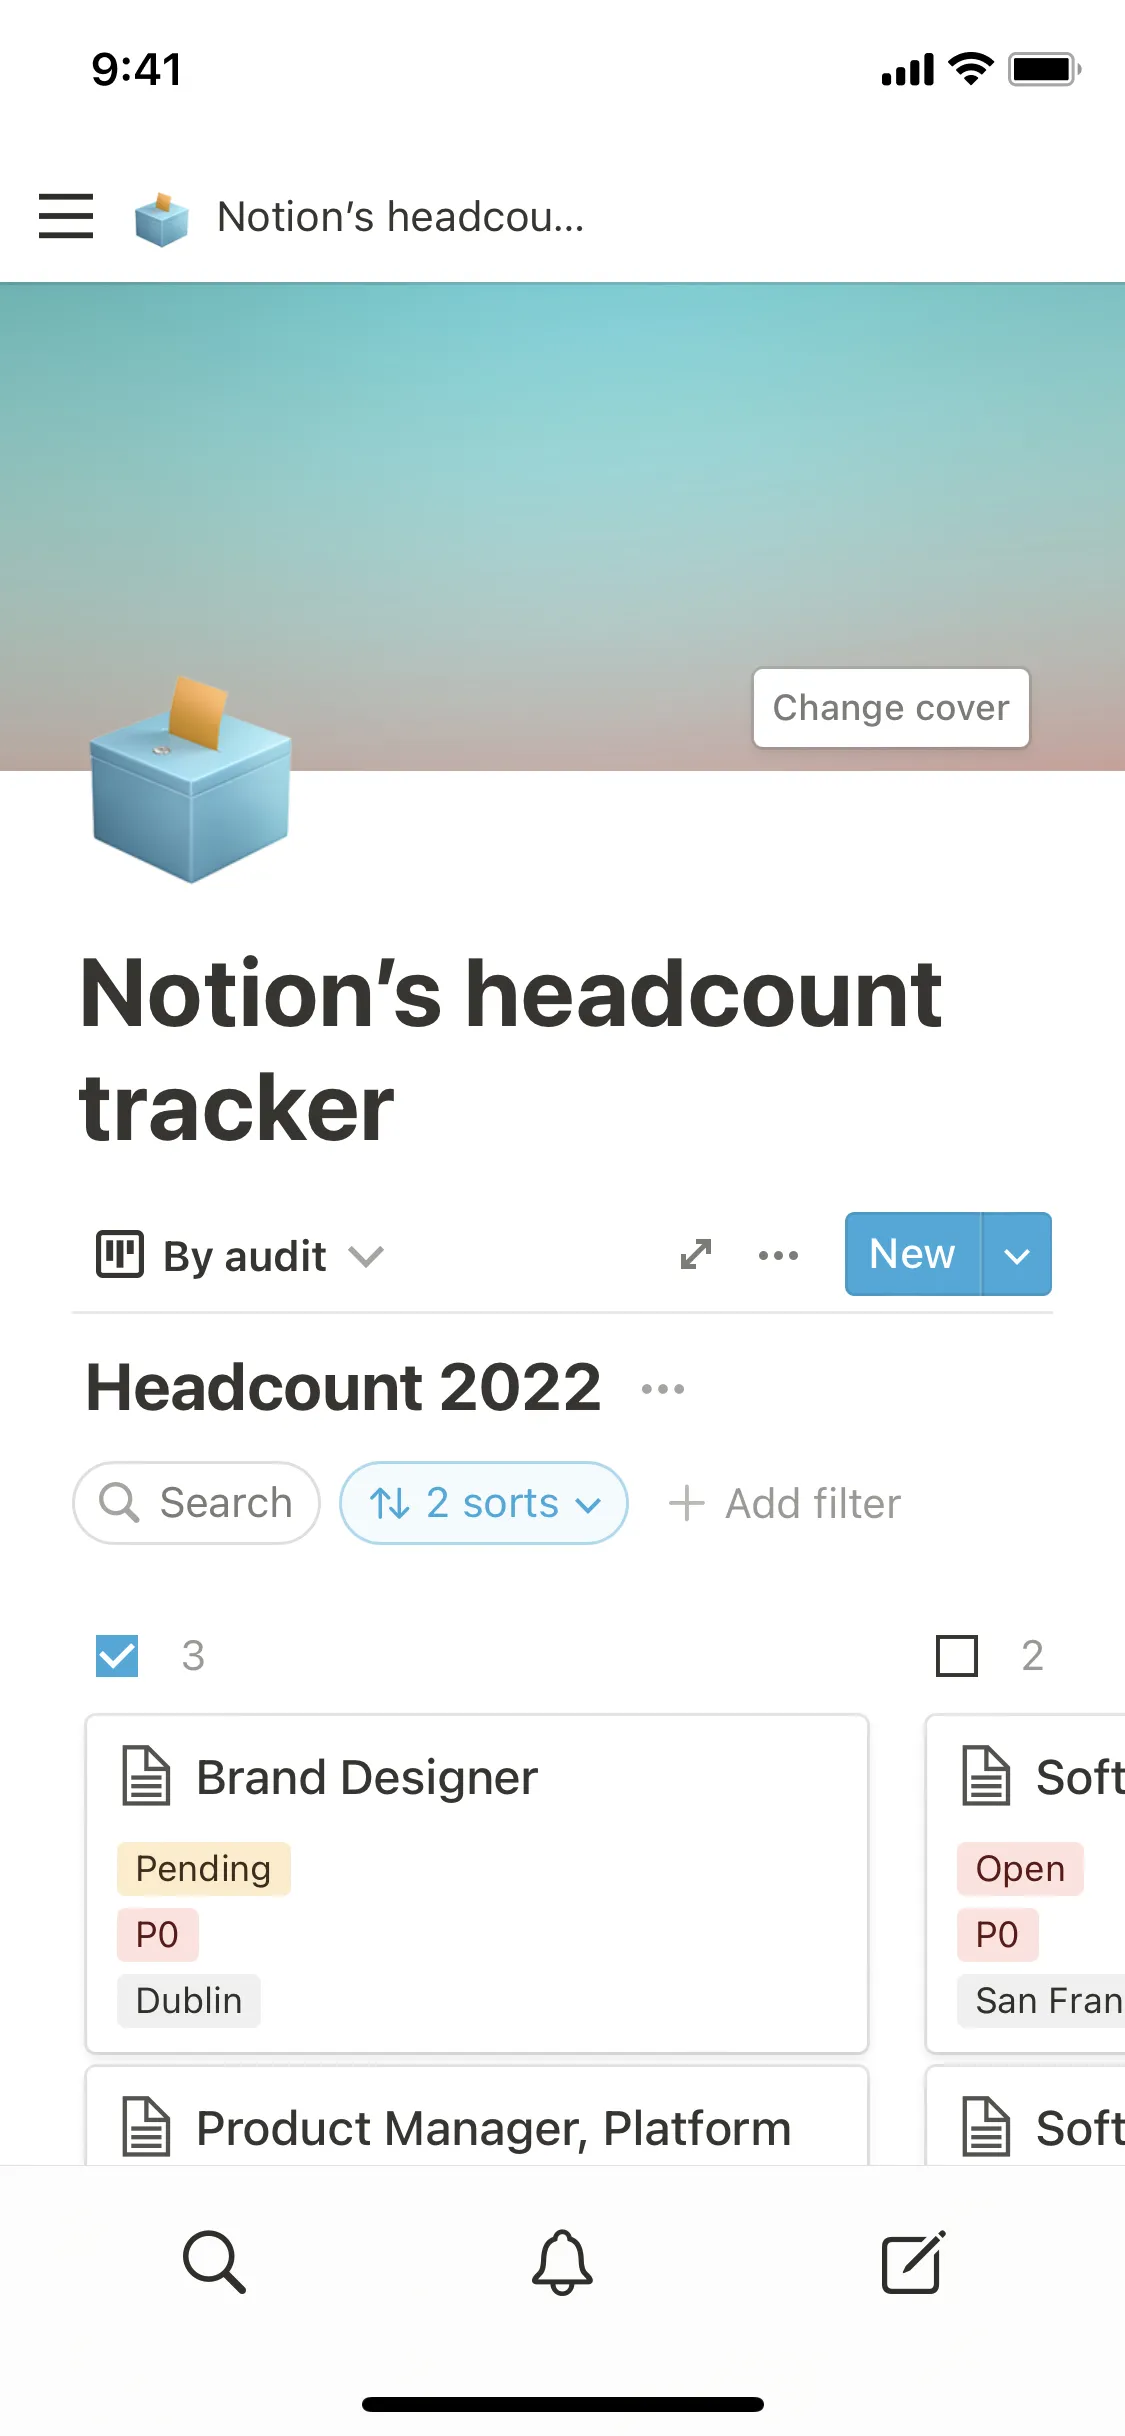 9:41
Notion’s headcou...
Change cover
Notion’s headcount
tracker
By audit
New
Headcount 2022
Search
2 sorts
Add filter
3
2
Brand Designer
Pending
P0
Dublin
Soft
Open
P0
San Fran
Product Manager, Platform
Soft